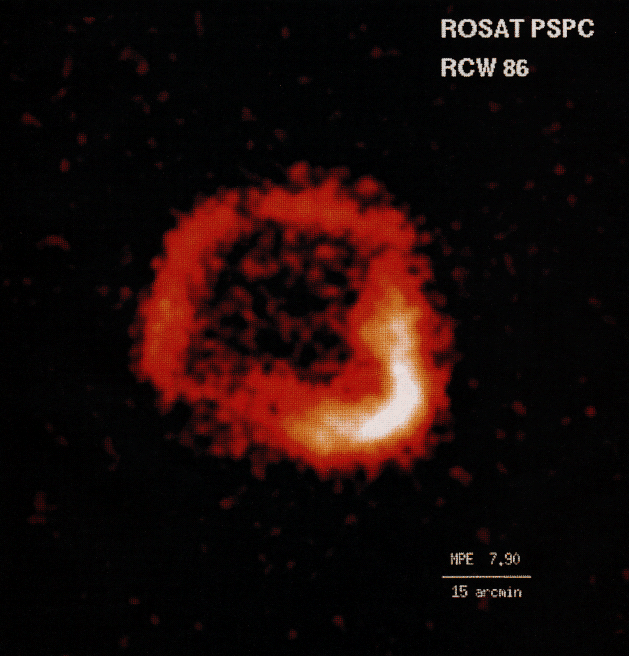 ROSAT PSPC
RCW 86
MPE 7.90
15 arcmin